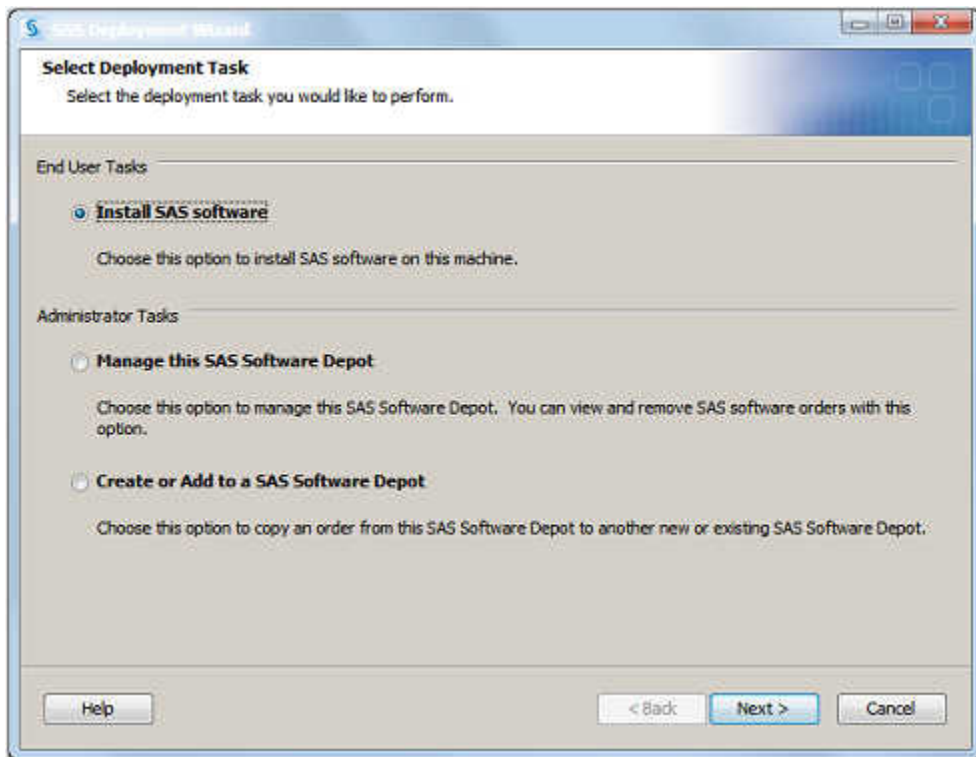 SAS Deployment Wizard
Select Deployment Task
Select the deployment task you would like to perform.
End User Tasks
Install SAS software
Choose this option to install SAS software on this machine.
Administrator Tasks
Manage this SAS Software Depot
Choose this option to manage this SAS Software Depot. You can view and remove SAS software orders with this
option.
Create or Add to a SAS Software Depot
Choose this option to copy an order from this SAS Software Depot to another new or existing SAS Software Depot.
Help
< Back
Next >
Cancel